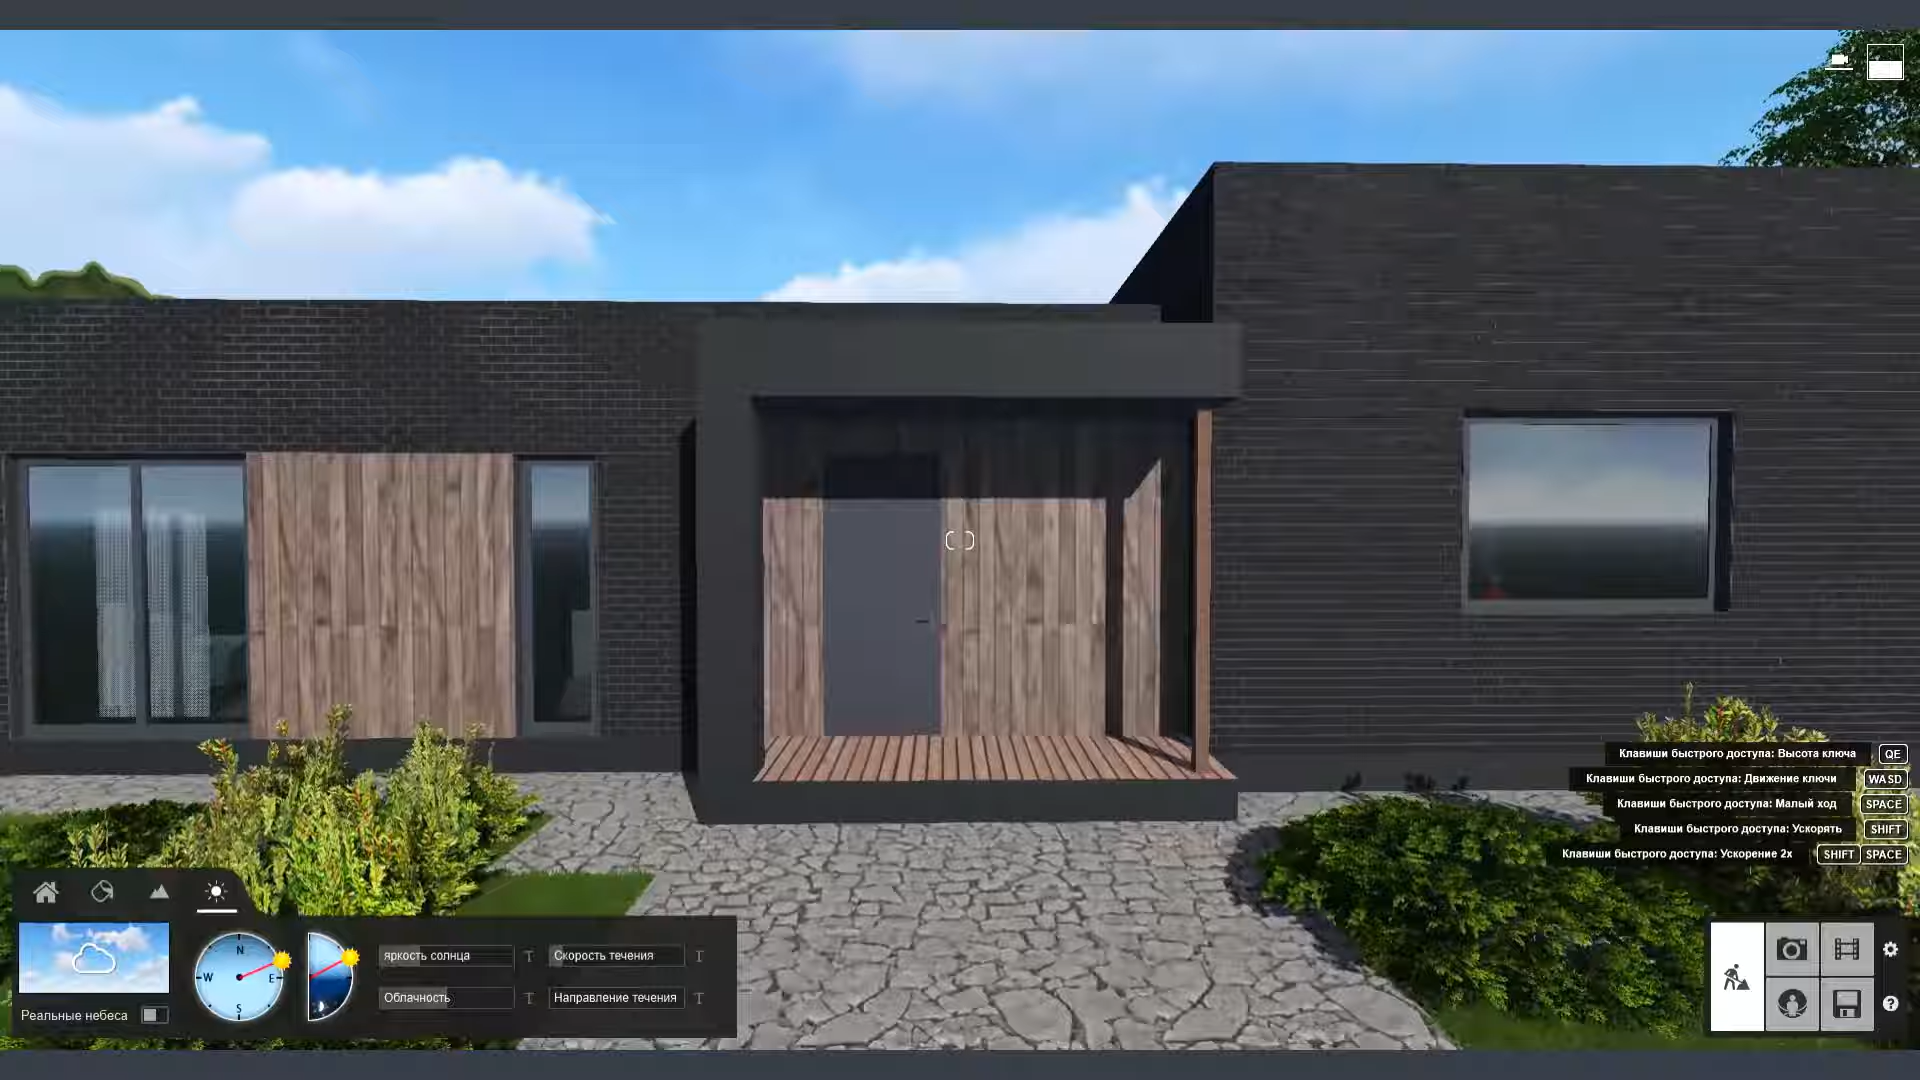 Клавиши быстрого доступа: Высота ключа QE
Клавиши быстрого доступа: Движение ключи WASD
Клавиши быстрого доступа: Малый ход SPACE
Клавиши быстрого доступа: Ускорять SHIFT
Клавиши быстрого доступа: Ускорение 2x SHIFT SPACE
N
W E
S
яркость солнца T Скорость течения T
Облачность T Направление течения T
Реальные небеса
?